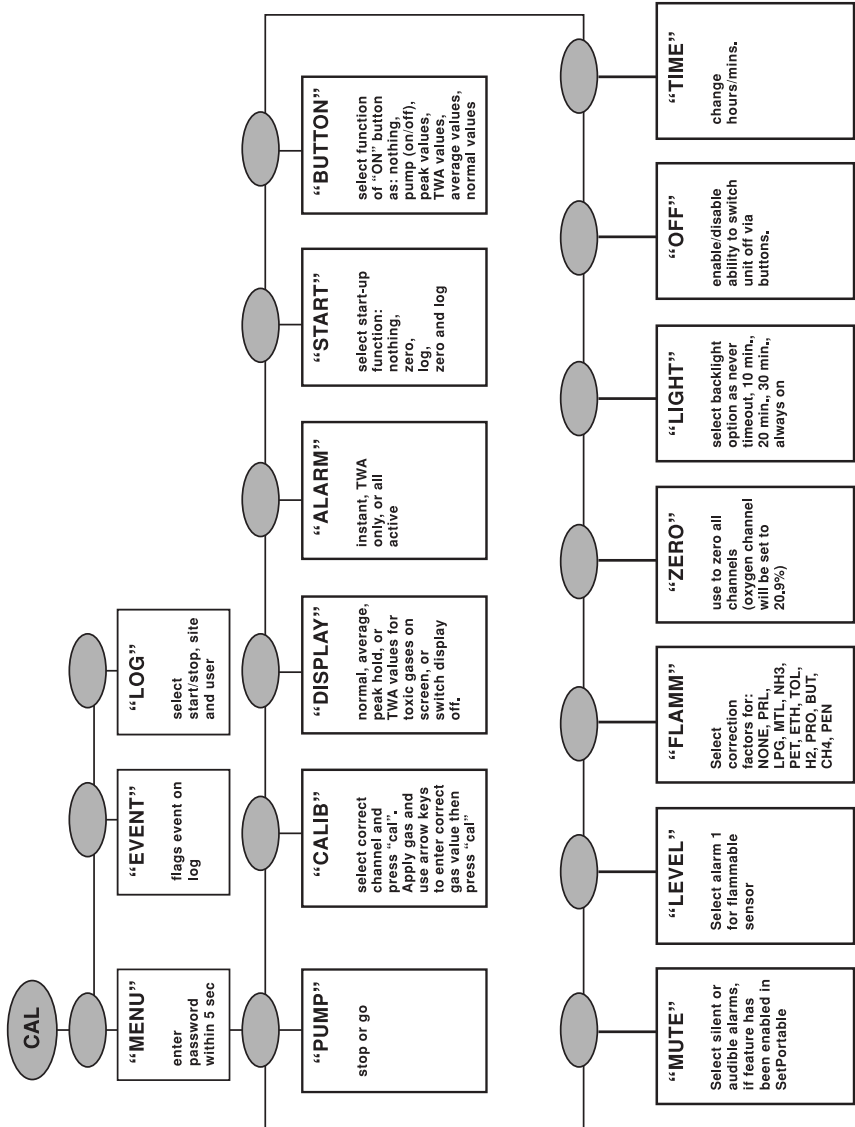 CAL
“MENU”
enter
password
within 5 sec
“EVENT”
flags event on
log
“LOG”
select
start/stop, site
and user
“PUMP”
stop or go
“CALIB”
select correct
channel and
press “cal”.
Apply gas and
use arrow keys
to enter correct
gas value then
press “cal”
“DISPLAY”
normal, average,
peak hold, or
TWA values for
toxic gases on
screen, or
switch display
off.
“ALARM”
instant, TWA
only, or all
active
“START”
select start-up
function:
nothing,
zero,
log,
zero and log
“BUTTON”
select function
of “ON” button
as: nothing,
pump (on/off),
peak values,
TWA values,
average values,
normal values
“MUTE”
Select silent or
audible alarms,
if feature has
been enabled in
SetPortable
“LEVEL”
Select alarm 1
for flammable
sensor
“FLAMM”
Select
correction
factors for:
NONE, PRL,
LPG, MTL, NH3,
PET, ETH, TOL,
H2, PRO, BUT,
CH4, PEN
“ZERO”
use to zero all
channels
(oxygen channel
will be set to
20.9%)
“LIGHT”
select backlight
option as never
timeout, 10 min.,
20 min., 30 min.,
always on
“OFF”
enable/disable
ability to switch
unit off via
buttons.
“TIME”
change
hours/mins.